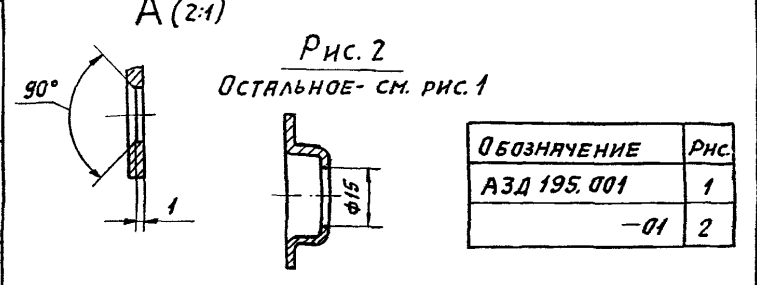 А (2:1)
Рис. 2
Остальное- см. рис. 1
90°
1
ф15
Обозначение Рис.
АЗД 195.001 1
-01 2